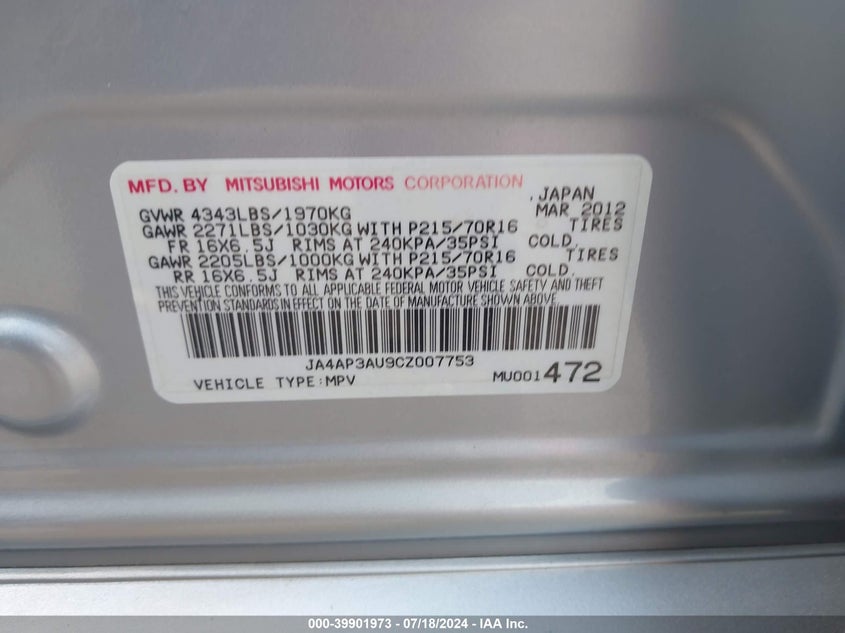 MFD. BY MITSUBISHI MOTORS CORPORATION , JAPAN
GVWR 4343LBS/1970KG MAR 2012
GAWR 2271LBS/1030KG WITH P215/70R16 TIRES
FR 16X6.5J RIMS AT 240KPA/35PSI COLD.
GAWR 2205LBS/1000KG WITH P215/70R16 TIRES
RR 16X6.5J RIMS AT 240KPA/35PSI COLD.
THIS VEHICLE CONFORMS TO ALL APPLICABLE FEDERAL MOTOR VEHICLE SAFETY AND THEFT
PREVENTION STANDARDS IN EFFECT ON THE DATE OF MANUFACTURE SHOWN ABOVE.
JA4AP3AU9CZ007753
VEHICLE TYPE:MPV MU001472
000-39901973 - 07/18/2024 - IAA Inc.